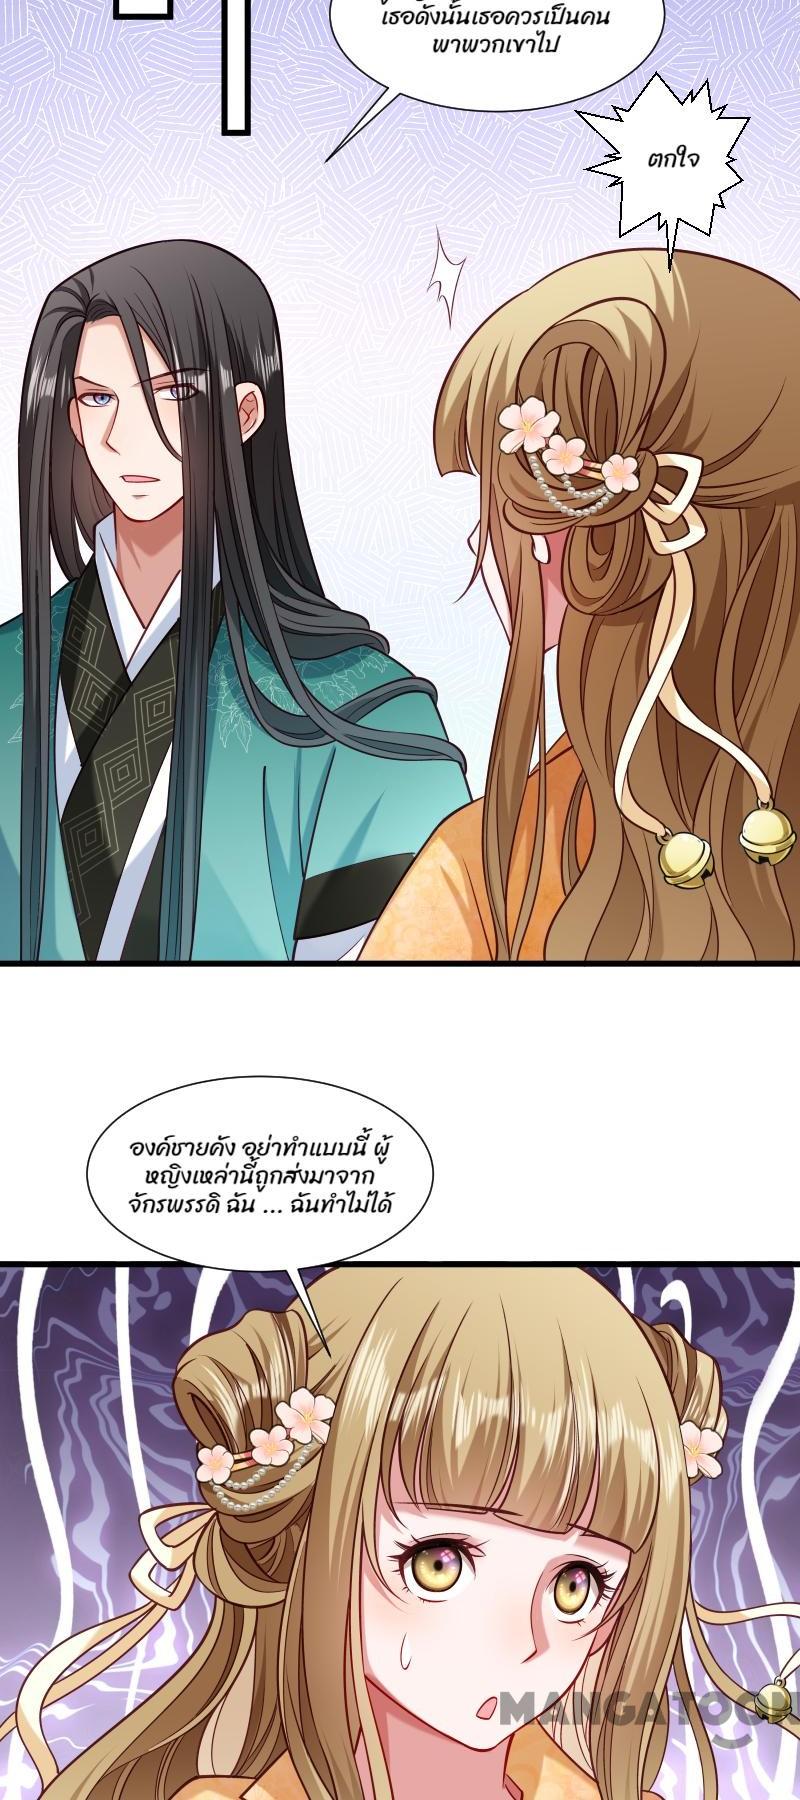 เธอดังนั้นเธอควรเป็นคน
พาพวกเขาไป
ตกใจ
องค์ชายคัง อย่าทำแบบนี้ ผู้
หญิงเหล่านี้ถูกส่งมาจาก
จักรพรรดิ ฉัน ... ฉันทำไม่ได้
MANGATOON